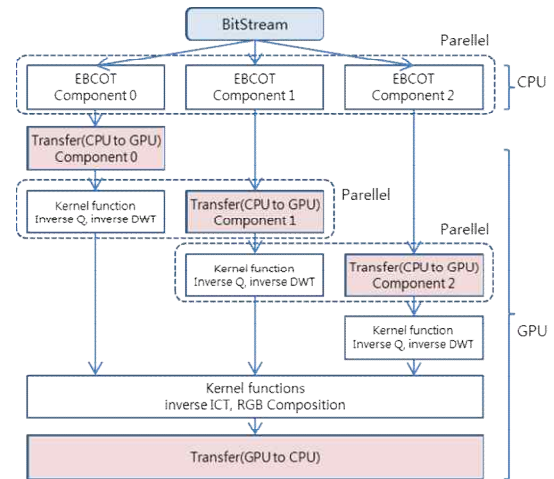 BitStream
Parellel
EBCOT
Component 0
EBCOT
Component 1
EBCOT
Component 2
CPU
Transfer(CPU to GPU)
Component 0
Parellel
Kernel function
Inverse Q, inverse DWT
Transfer(CPU to GPU)
Component 1
Parellel
Kernel function
Inverse Q, inverse DWT
Transfer(CPU to GPU)
Component 2
Kernel function
Inverse Q, inverse DWT
GPU
Kernel functions
inverse ICT, RGB Composition
Transfer(GPU to CPU)